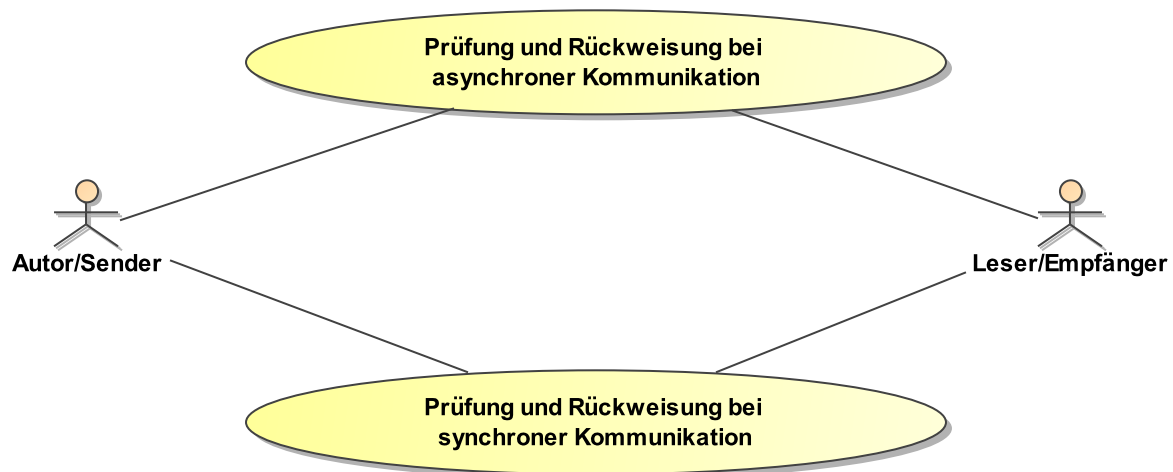 Prüfung und Rückweisung bei
asynchroner Kommunikation
Autor/Sender
Leser/Empfänger
Prüfung und Rückweisung bei
synchroner Kommunikation